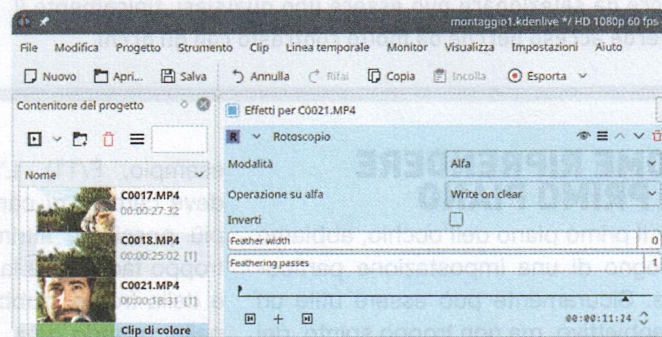 montaggio1.kdenlive */ HD 1080p 60 fps
File Modifica Progetto Strumento Clip Linea temporale Monitor Visualizza Impostazioni Aiuto
Nuovo Apri... Salva Annulla Rifai Copia Incolla Esporta
Contenitore del progetto
Effetti per C0021.MP4
R Rotoscopio
Modalità Alfa
Nome
Operazione su alfa Write on clear
C0017.MP4
00:00:27:32
Inverti
Feather width 0
C0018.MP4
00:00:25:02 [1]
Feathering passes 1
C0021.MP4
00:00:18:31 [1]
00:00:11:24
Clip di colore